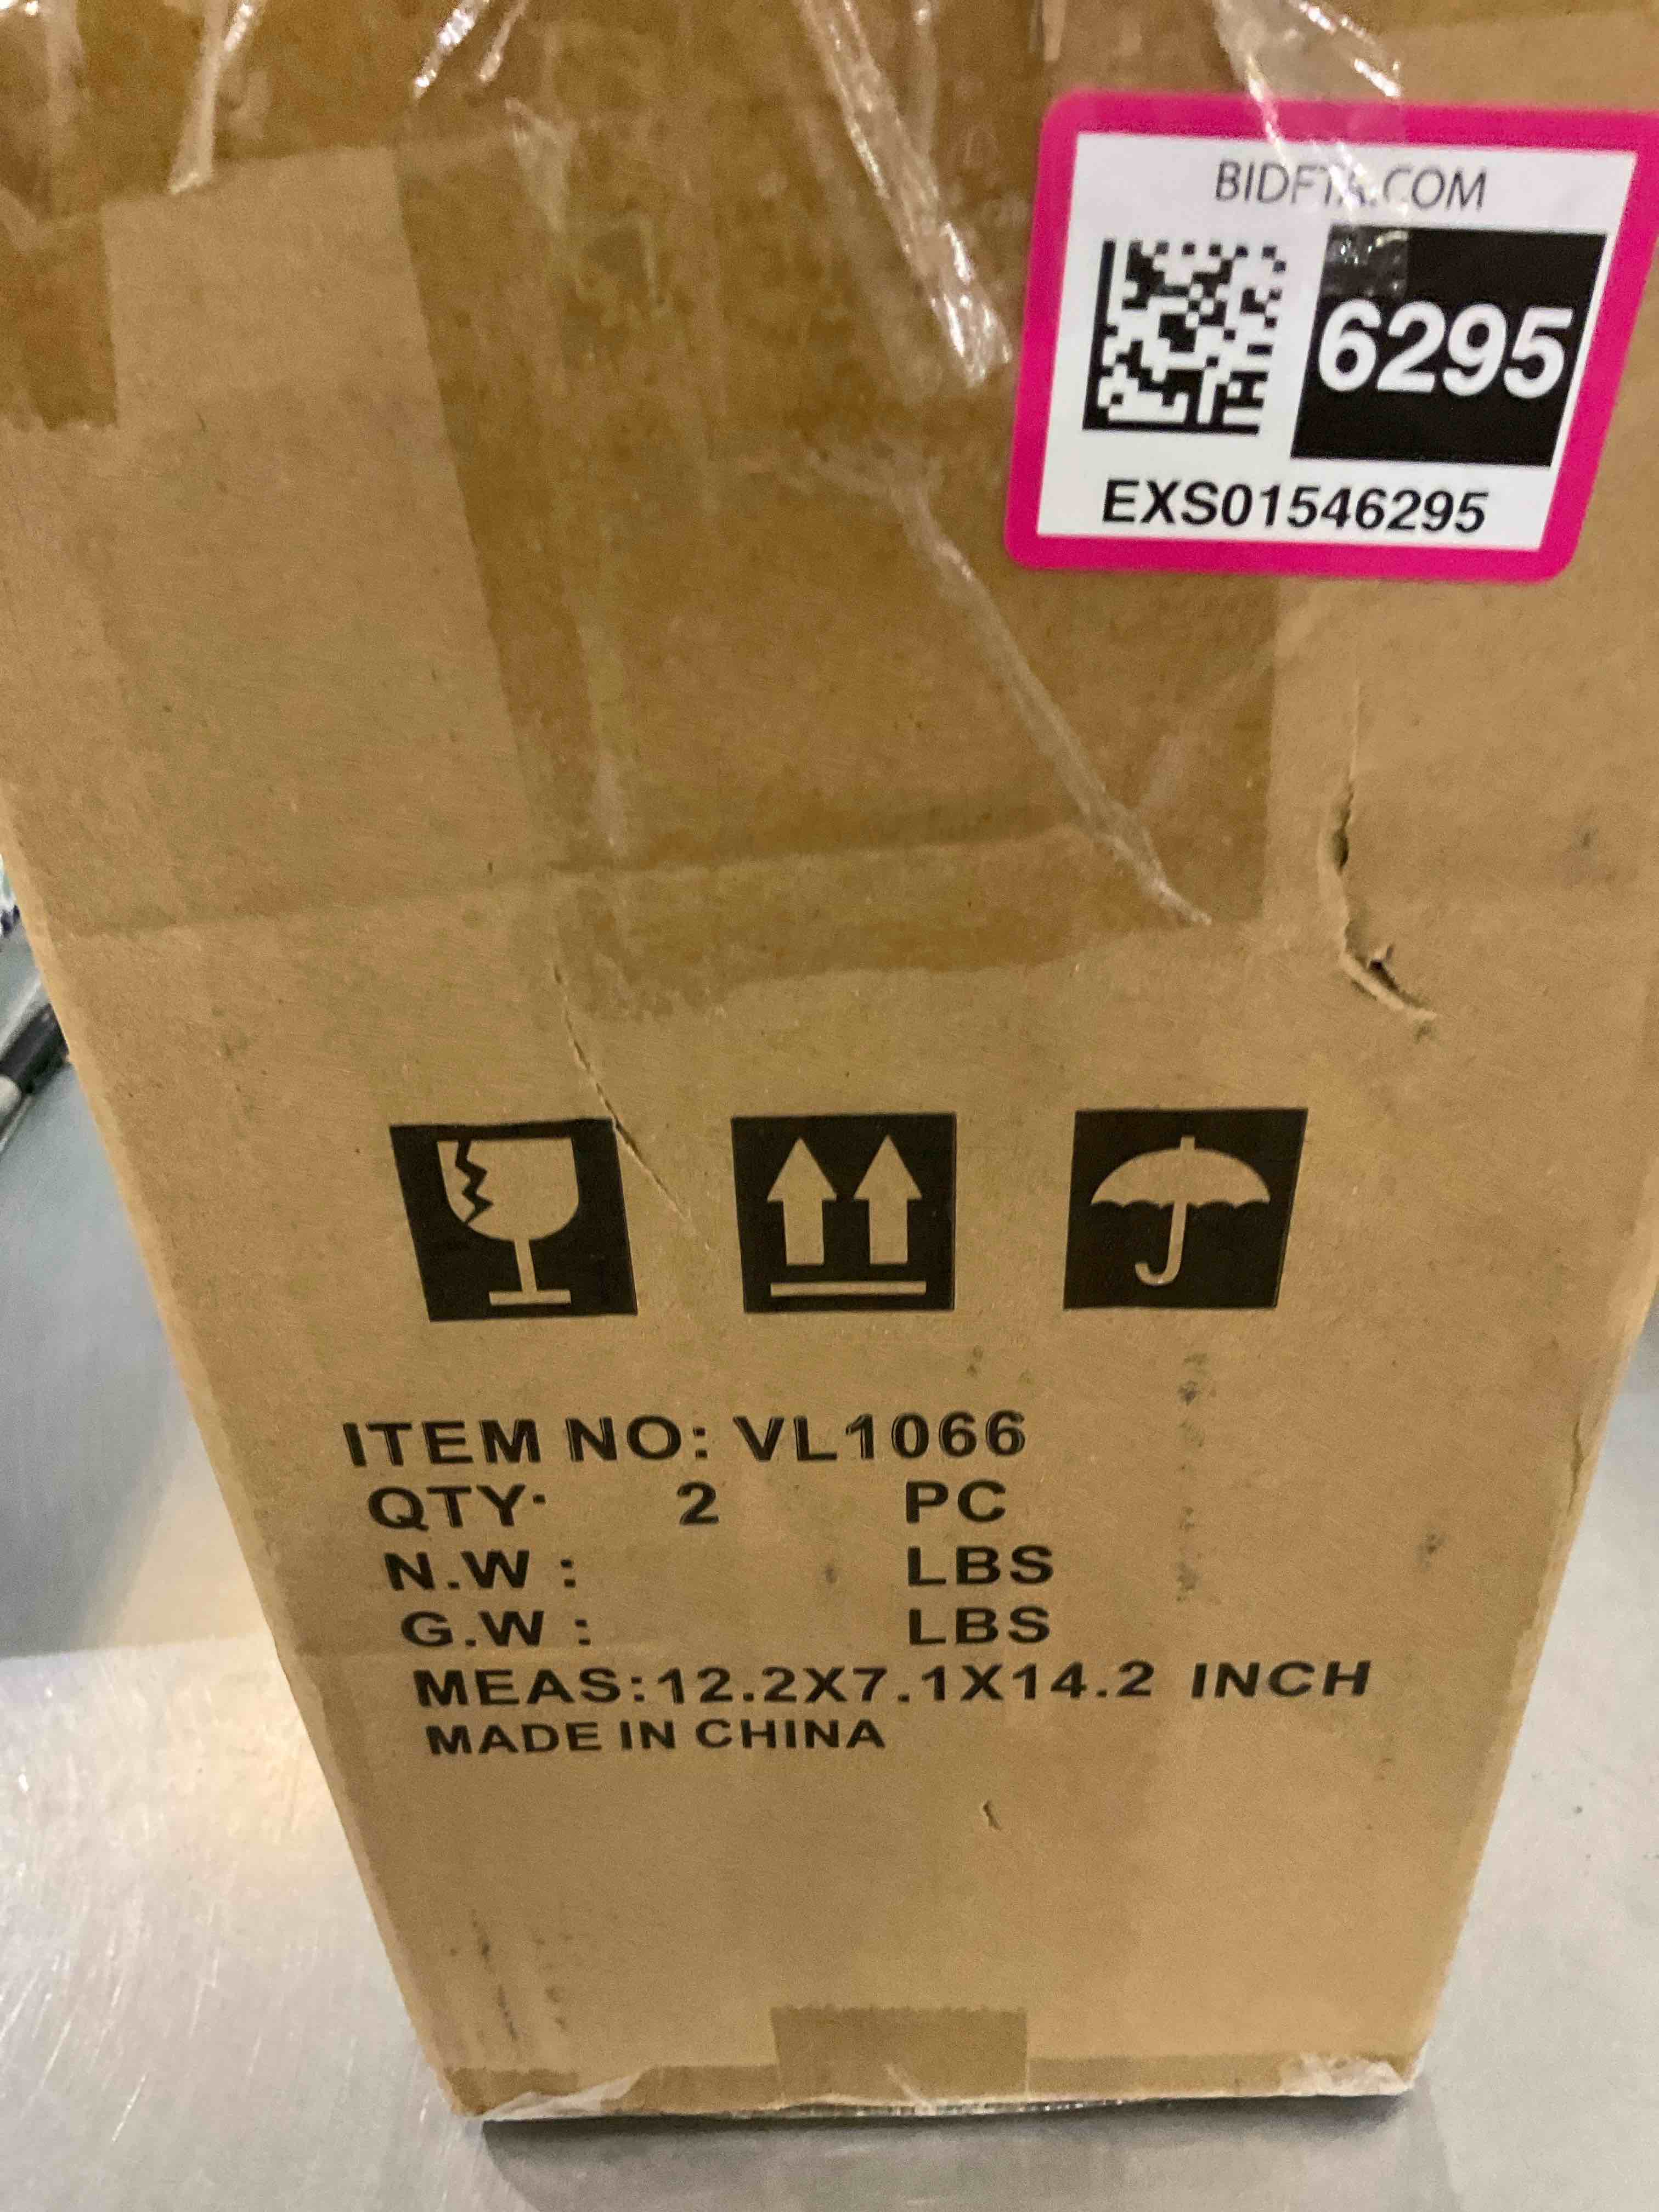 BIDFTA.COM
6295
EXS01546295
ITEM NO: VL1066
QTY: 2 PC
N.W : LBS
G.W : LBS
MEAS:12.2X7.1X14.2 INCH
MADE IN CHINA